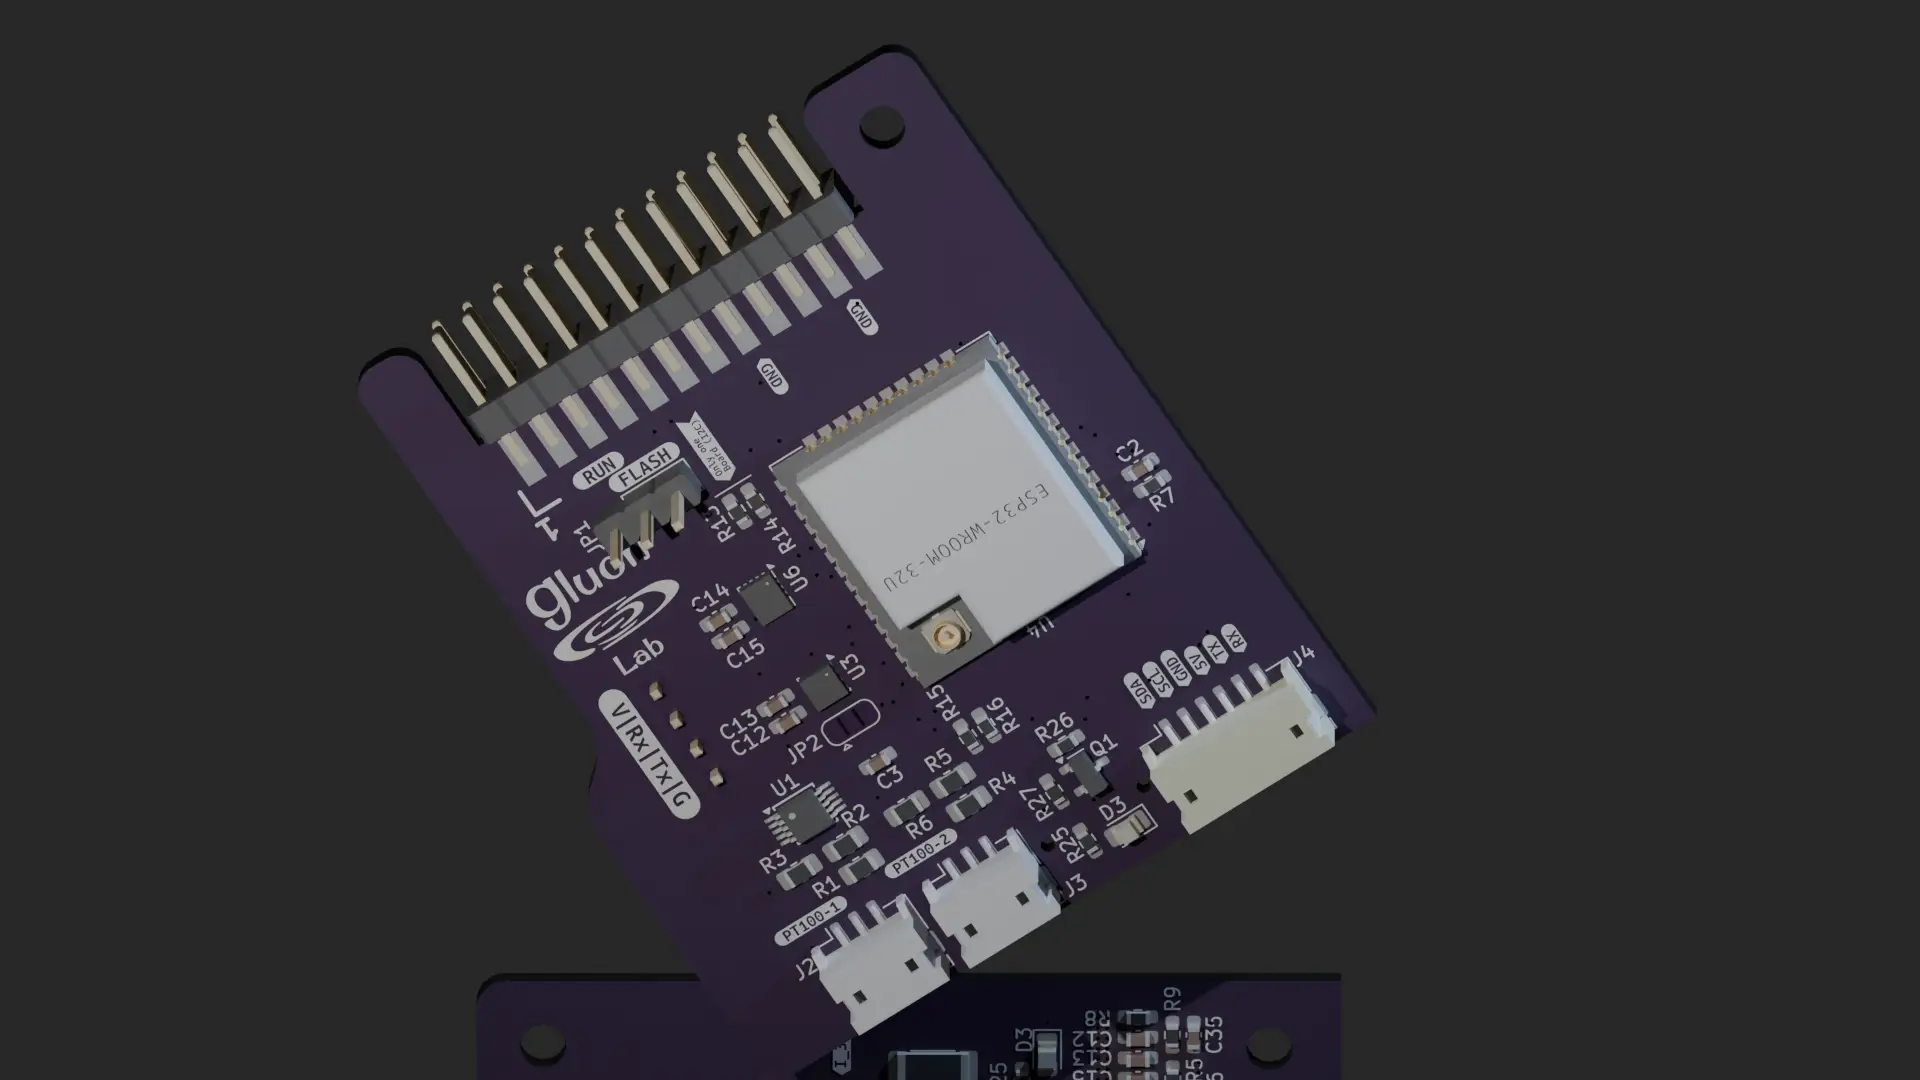 GND
GND
Only one
Board (I2C)
RUN
FLASH
1
JP1
R14
C2
R7
ESP32-WROOM-32U
gluon
Lab
C14
U6
C15
U4
U3
C13
C12
JP2
V|Rx|Tx|G
R15
R16
SDA
SCL
GND
5V
TX
RX
J4
R26
Q1
C3
R5
R4
U1
R2
R6
R27
D3
R25
R3
R1
PT100-2
J3
PT100-1
J2
R9
C35
D3